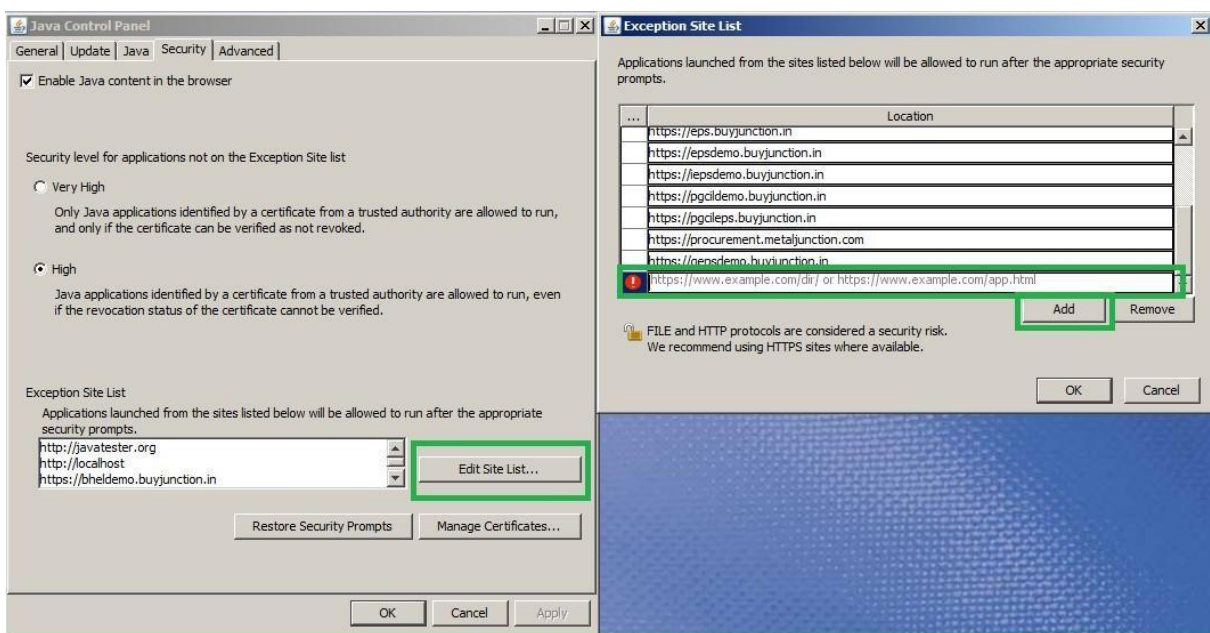 Java Control Panel
General Update Java Security Advanced
Enable Java content in the browser
Security level for applications not on the Exception Site list
Very High
Only Java applications identified by a certificate from a trusted authority are allowed to run,
and only if the certificate can be verified as not revoked.
High
Java applications identified by a certificate from a trusted authority are allowed to run, even
if the revocation status of the certificate cannot be verified.
Exception Site List
Applications launched from the sites listed below will be allowed to run after the appropriate
security prompts.
http://javatester.org
http://localhost
https://bheldemo.buyjunction.in
Edit Site List...
Restore Security Prompts Manage Certificates...
OK Cancel Apply
Exception Site List
Applications launched from the sites listed below will be allowed to run after the appropriate security
prompts.
... Location
https://eps.buyjunction.in
https://epsdemo.buyjunction.in
https://iepsdemo.buyjunction.in
https://pgcildemo.buyjunction.in
https://pgcileps.buyjunction.in
https://procurement.metaljunction.com
https://qepsdemo.buyjunction.in
https://www.example.com/dir/ or https://www.example.com/app.html
Add Remove
FILE and HTTP protocols are considered a security risk.
We recommend using HTTPS sites where available.
OK Cancel